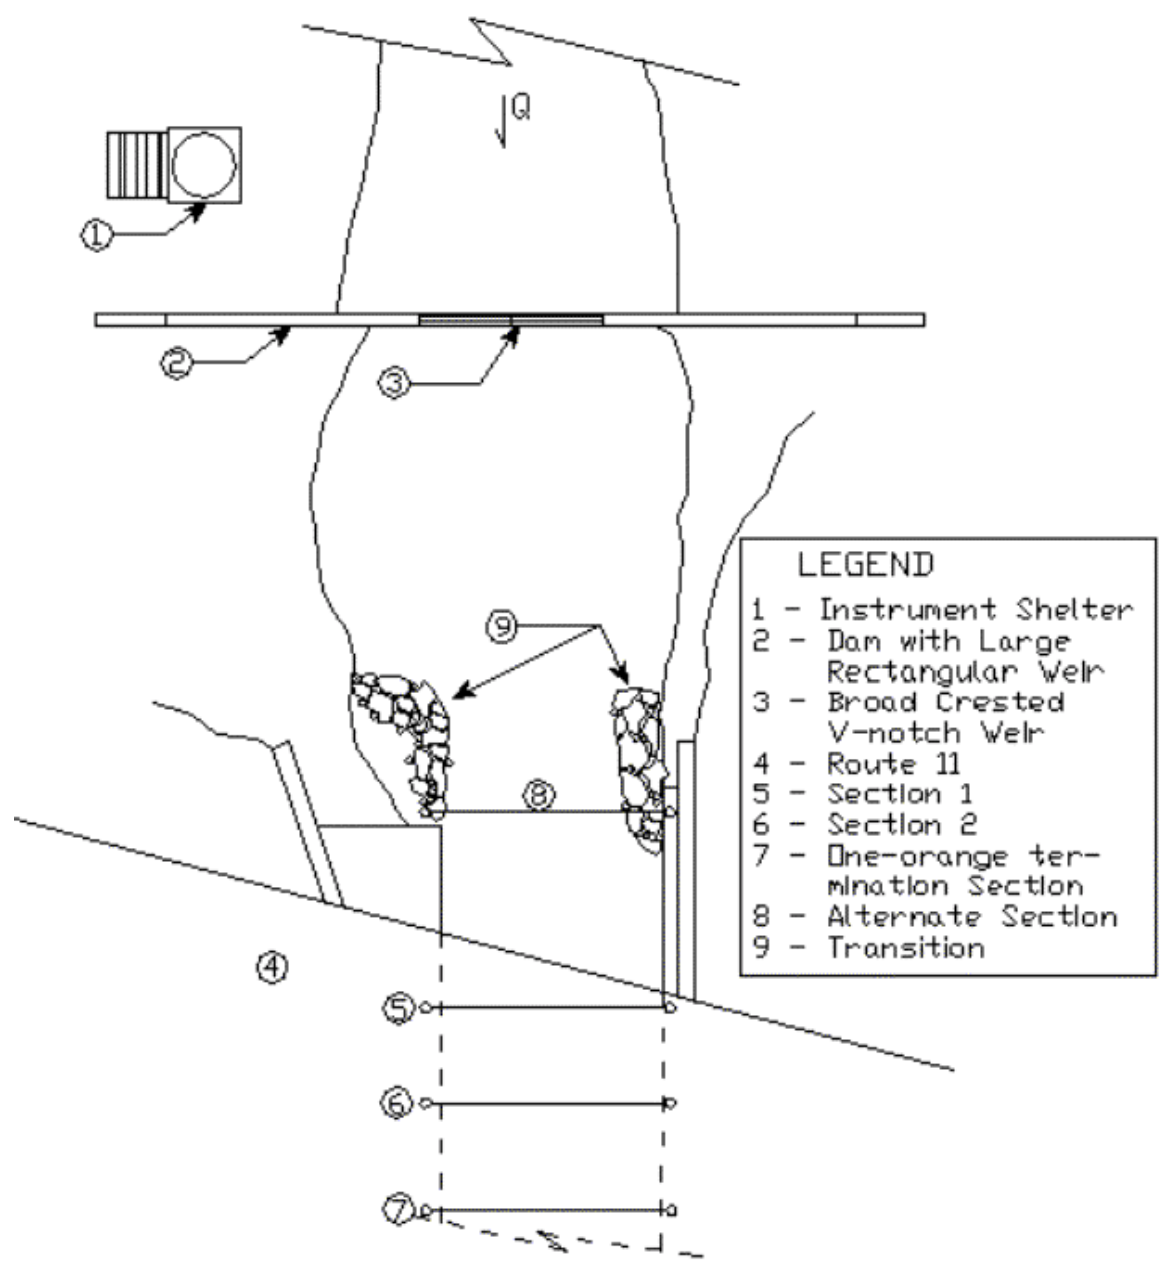 Q
1
2
3
LEGEND
1 - Instrument Shelter
2 - Dam with Large
Rectangular Weir
3 - Broad Crested
V-notch Weir
4 - Route 11
5 - Section 1
6 - Section 2
7 - One-orange ter-
mination Section
8 - Alternate Section
9 - Transition
9
8
4
5
6
7